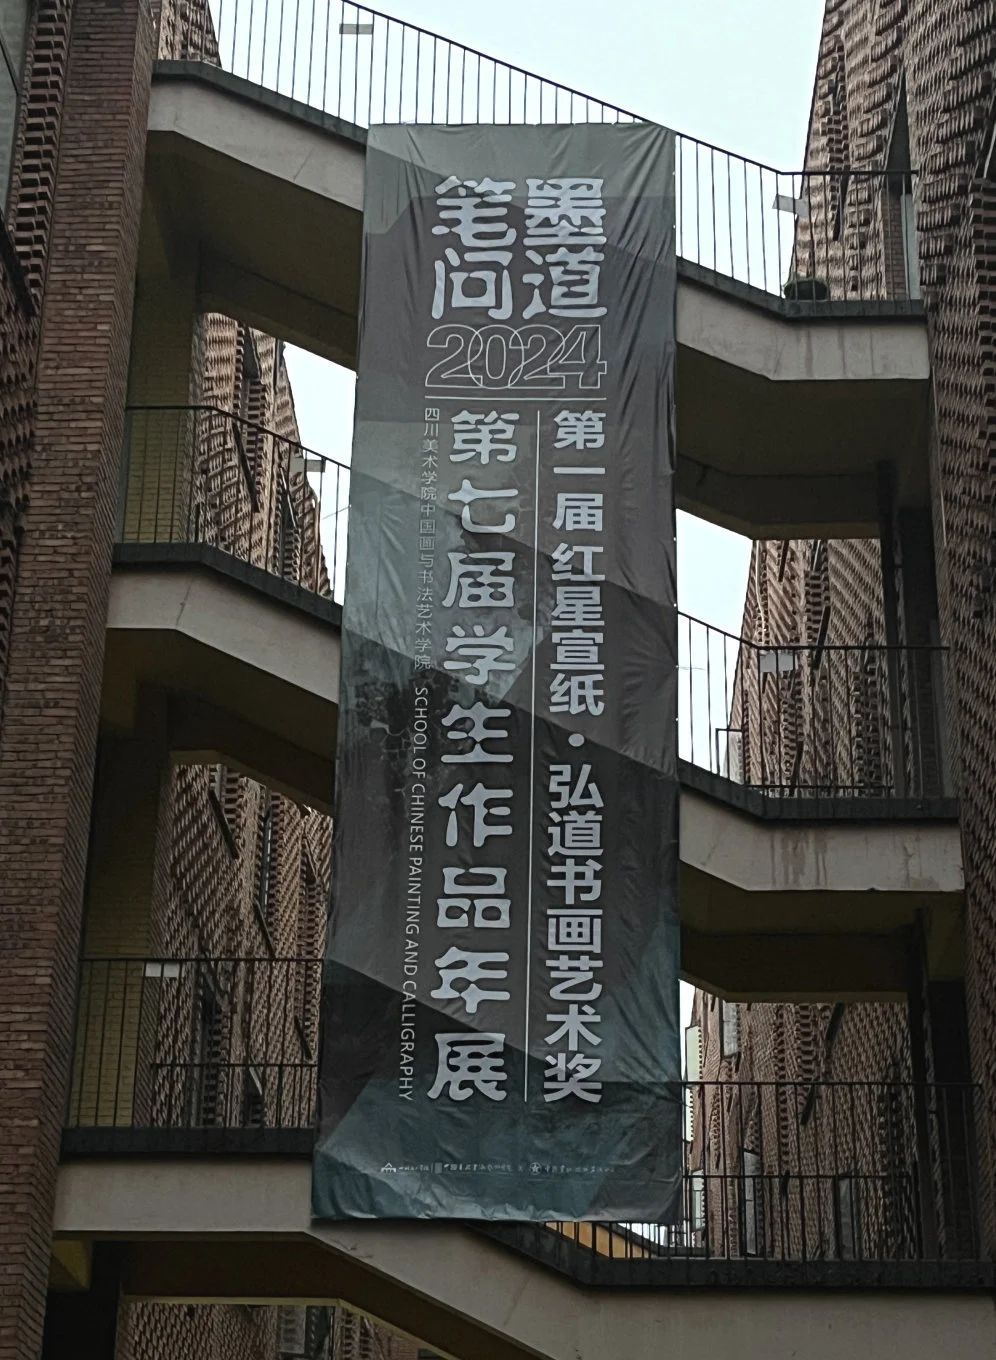 笔墨
问道
2024
第一届红星宣纸·弘道书画艺术奖
第七届学生作品年展
四川美术学院中国画与书法艺术学院 SCHOOL OF CHINESE PAINTING AND CALLIGRAPHY